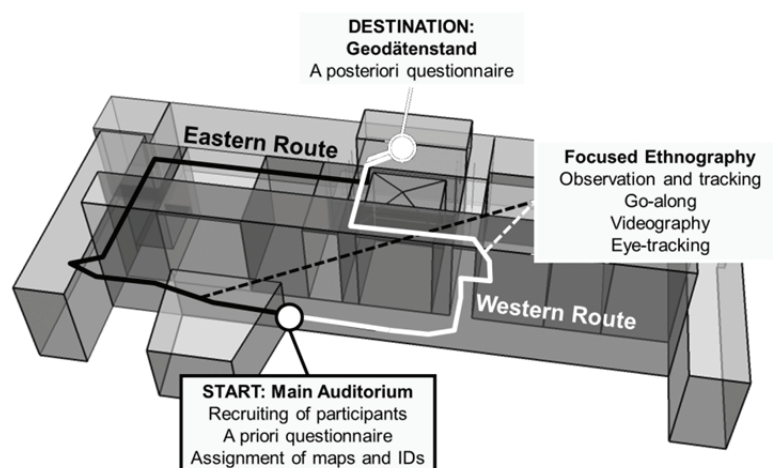 DESTINATION:
Geodätenstand
A posteriori questionnaire
Eastern Route
Focused Ethnography
Observation and tracking
Go-along
Videography
Eye-tracking
Western Route
START: Main Auditorium
Recruiting of participants
A priori questionnaire
Assignment of maps and IDs